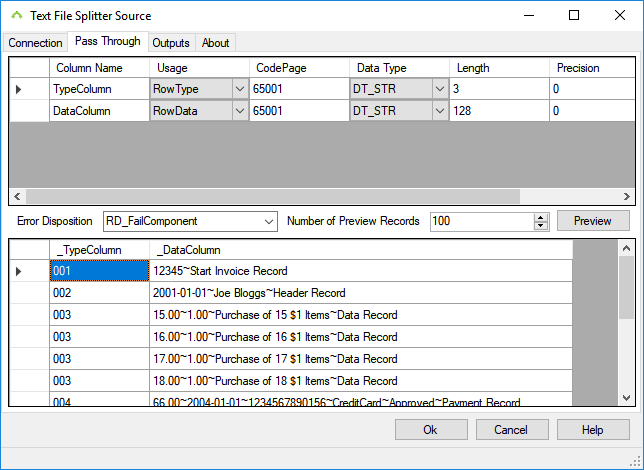 Text File Splitter Source
Connection Pass Through Outputs About
Column Name Usage CodePage Data Type Length Precision
TypeColumn RowType 65001 DT_STR 3 0
DataColumn RowData 65001 DT_STR 128 0
Error Disposition RD_FailComponent Number of Preview Records 100 Preview
_TypeColumn _DataColumn
001 12345~Start Invoice Record
002 2001-01-01~Joe Bloggs~Header Record
003 15.00~1.00~Purchase of 15 $1 Items~Data Record
003 16.00~1.00~Purchase of 16 $1 Items~Data Record
003 17.00~1.00~Purchase of 17 $1 Items~Data Record
003 18.00~1.00~Purchase of 18 $1 Items~Data Record
004 66.00~2004-01-01~1234567890156~CreditCard~Approved~Payment Record
Ok Cancel Help